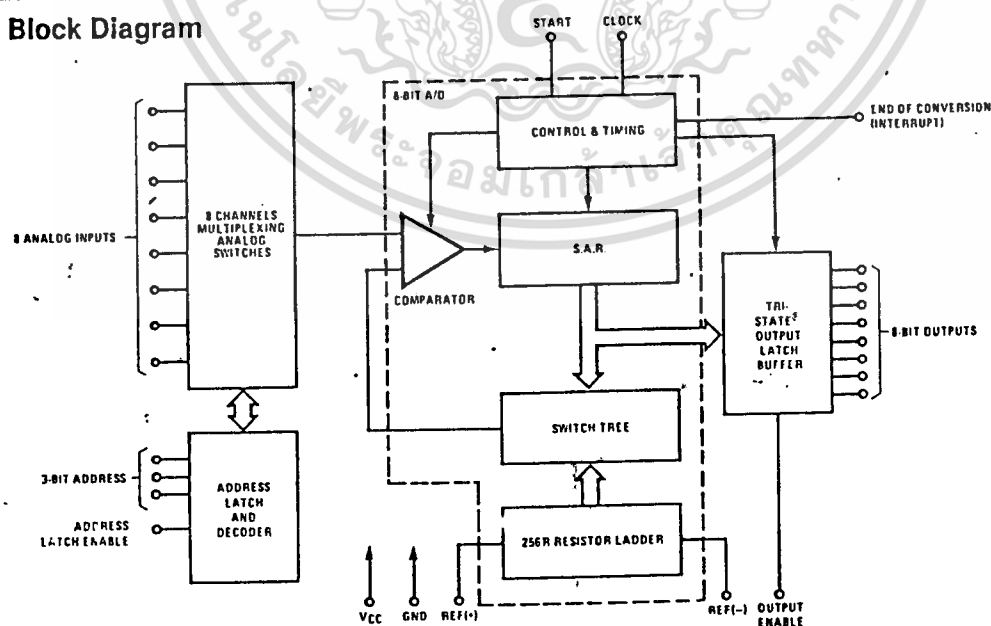 Block Diagram
START
CLOCK
8-BIT A/D
CONTROL & TIMING
END OF CONVERSION
(INTERRUPT)
8 ANALOG INPUTS
8 CHANNELS
MULTIPLEXING
ANALOG
SWITCHES
S.A.R.
COMPARATOR
TRI-
STATE®
OUTPUT
LATCH
BUFFER
8-BIT OUTPUTS
SWITCH TREE
3-BIT ADDRESS
ADDRESS
LATCH ENABLE
ADDRESS
LATCH
AND
DECODER
256R RESISTOR LADDER
VCC
GND
REF(+)
REF(-)
OUTPUT
ENABLE